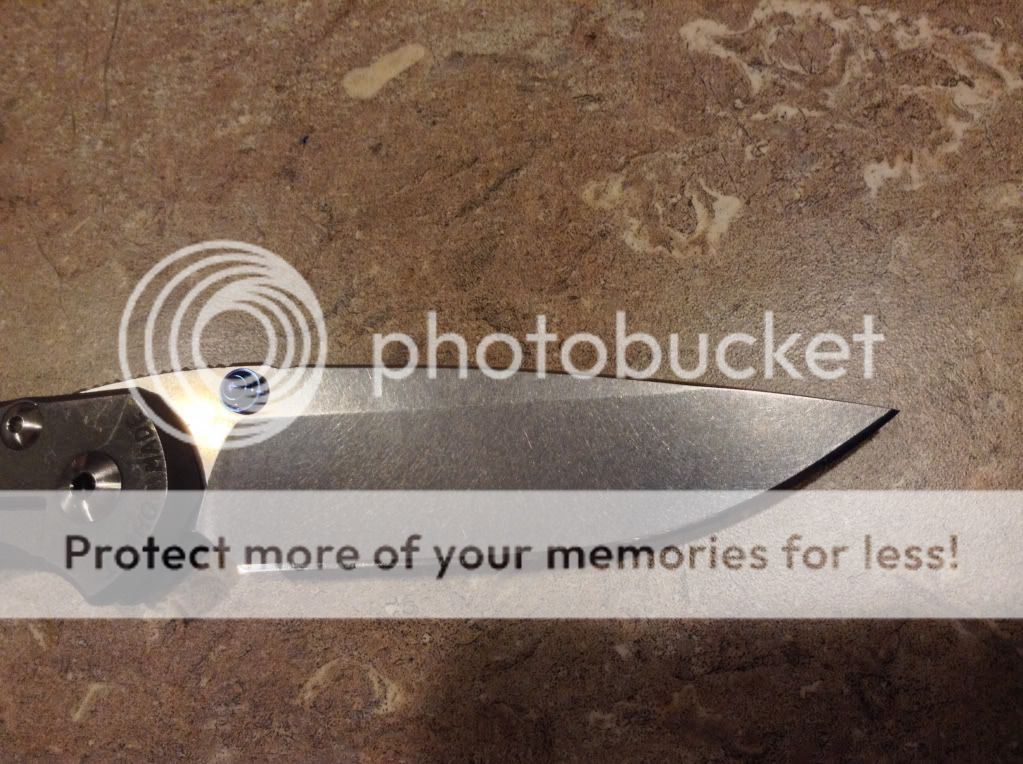 photobucket
Protect more of your memories for less!